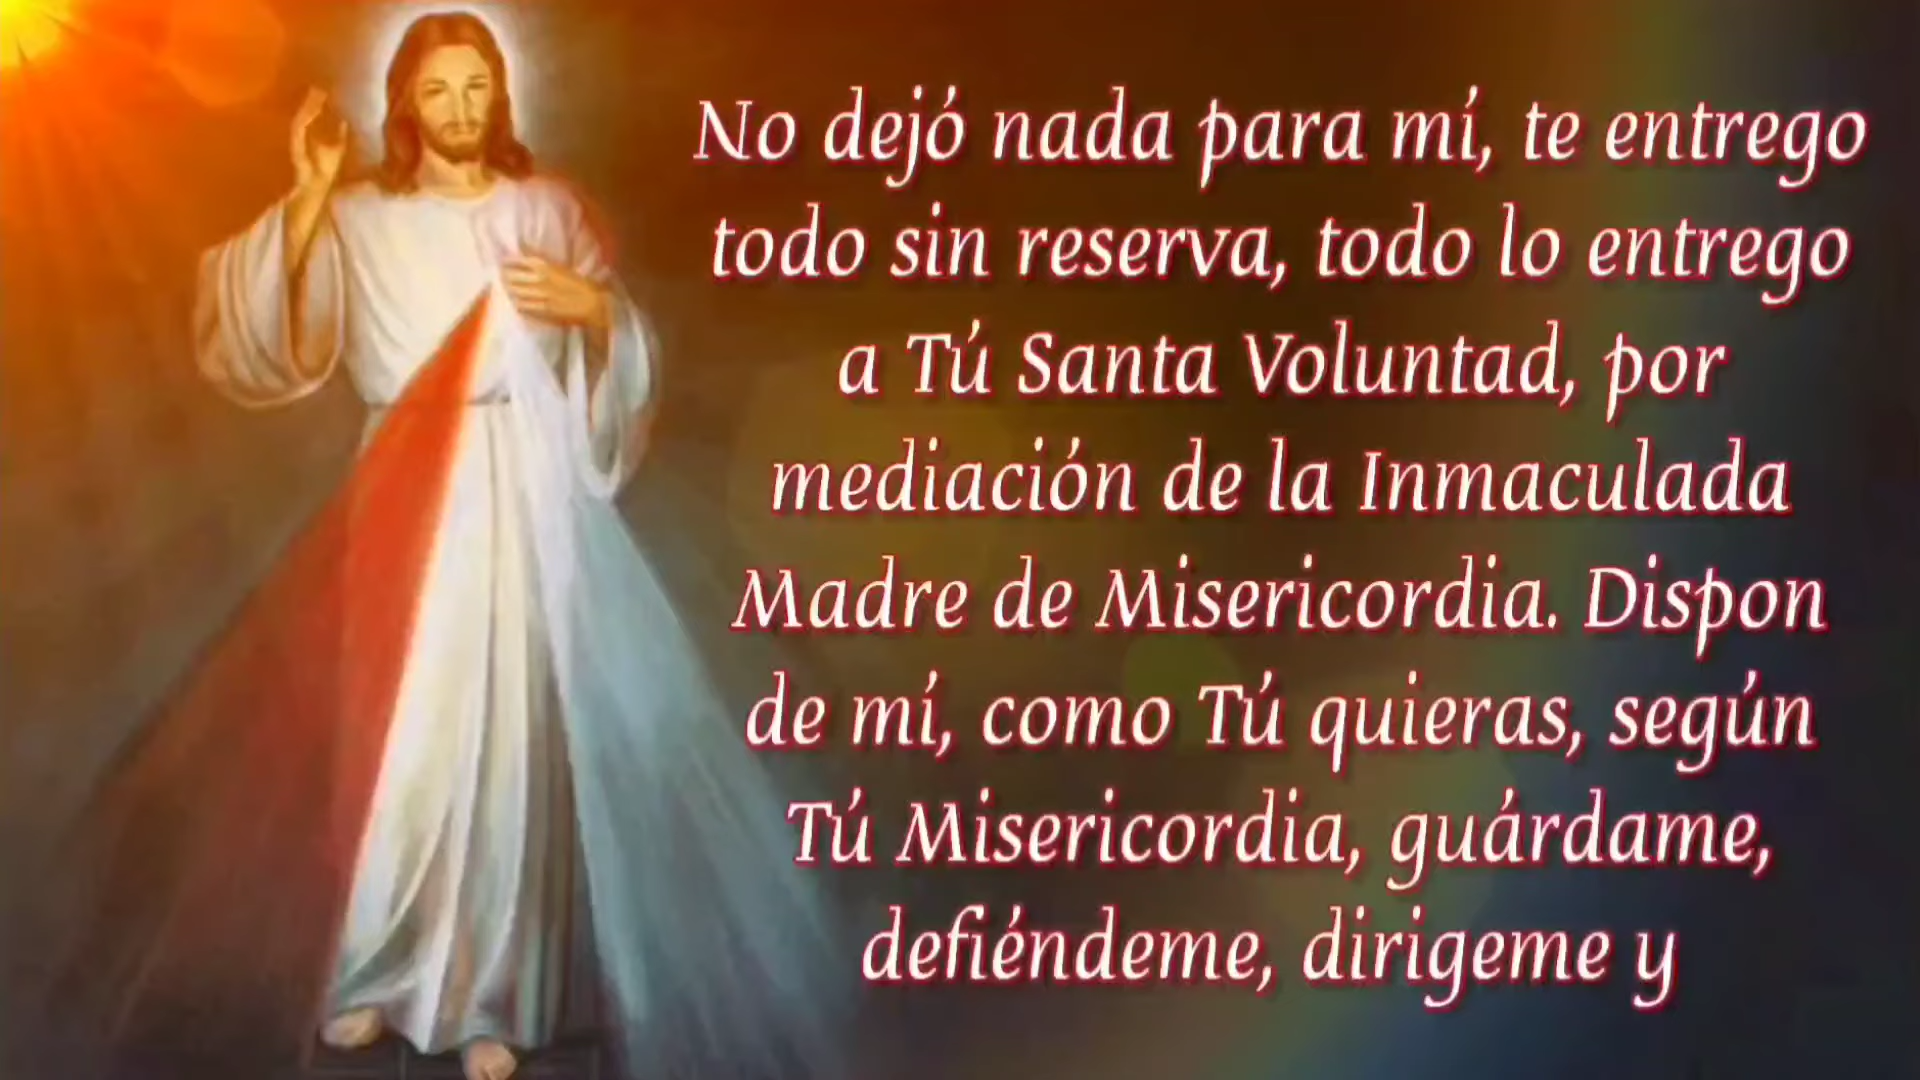 No dejó nada para mí, te entrego
todo sin reserva, todo lo entrego
a Tú Santa Voluntad, por
mediación de la Inmaculada
Madre de Misericordia. Dispon
de mí, como Tú quieras, según
Tú Misericordia, guárdame,
defiéndeme, dirigeme y